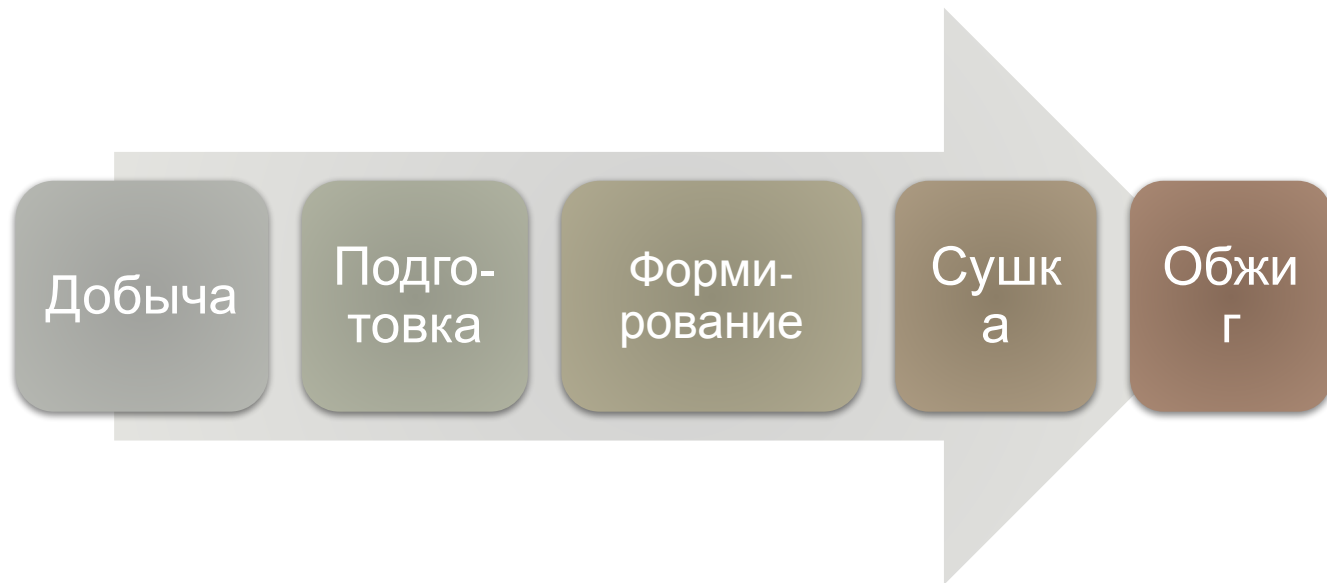 Добыча
Подго-
товка
Форми-
рование
Сушк
а
Обжи
г